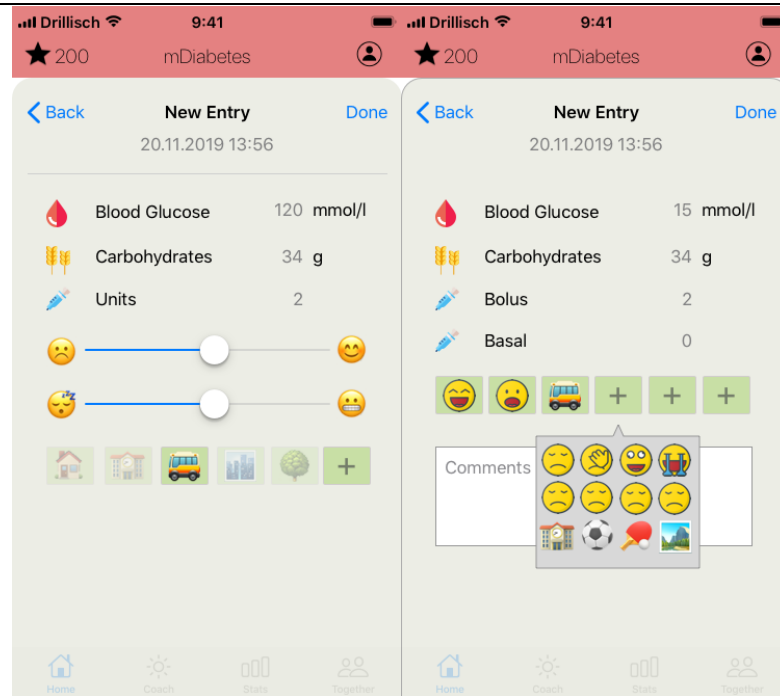 Drillisch 9:41
200 mDiabetes
Back New Entry Done
20.11.2019 13:56
Blood Glucose 120 mmol/l
Carbohydrates 34 g
Units 2
+
Home Coach Stats Together
Drillisch 9:41
200 mDiabetes
Back New Entry Done
20.11.2019 13:56
Blood Glucose 15 mmol/l
Carbohydrates 34 g
Bolus 2
Basal 0
+ + +
Comments
Home Coach Stats Together